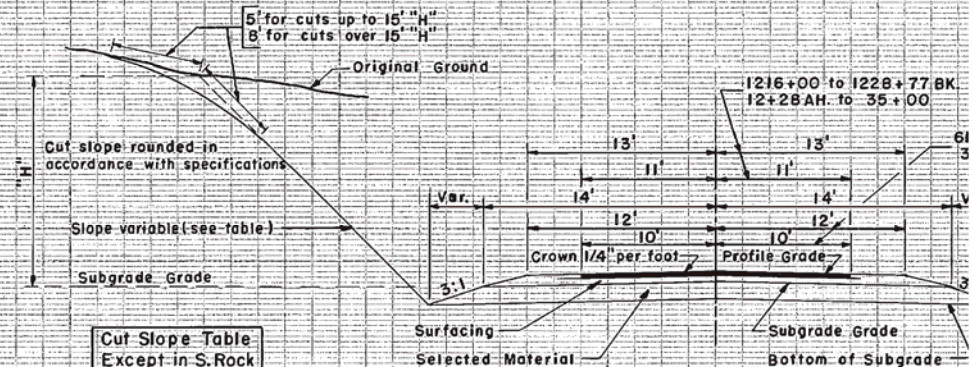 5' for cuts up to 15' "H"
8' for cuts over 15' "H"
Original Ground
"H"
Cut slope rounded in
accordance with specifications
Slope variable (see table)
Subgrade Grade
Cut Slope Table
Except in S. Rock
1216+00 to 1228+77 BK.
12+28 AH. to 35+00
13' 13'
11' 11'
Var. 14' 14' V
12' 12'
10' 10'
Crown 1/4" per foot Profile Grade
3:1
Surfacing
Selected Material
Subgrade Grade
Bottom of Subgrade